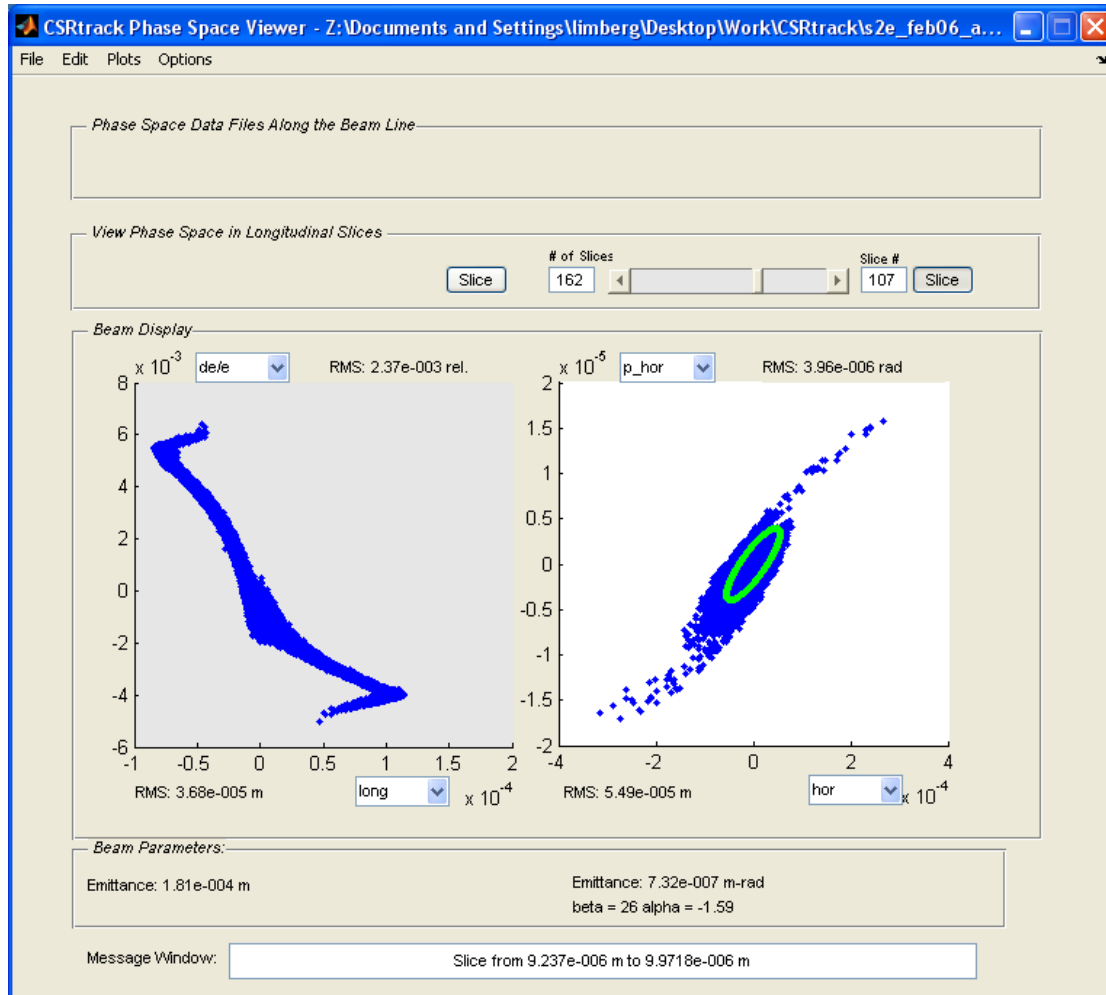 CSRtrack Phase Space Viewer - Z:\Documents and Settings\limberg\Desktop\Work\CSRtrack\s2e_feb06_a...
File Edit Plots Options
Phase Space Data Files Along the Beam Line
View Phase Space in Longitudinal Slices
# of Slices Slice #
Slice 162 107 Slice
Beam Display
x 10^-3 de/e RMS: 2.37e-003 rel. x 10^-5 p_hor RMS: 3.96e-006 rad
8
6
4
2
0
-2
-4
-6
-1 -0.5 0 0.5 1 1.5 2
2
1.5
1
0.5
0
-0.5
-1
-1.5
-2
-4 -2 0 2 4
RMS: 3.68e-005 m long x 10^-4 RMS: 5.49e-005 m hor x 10^-4
Beam Parameters:
Emittance: 1.81e-004 m Emittance: 7.32e-007 m-rad
beta = 26 alpha = -1.59
Message Window: Slice from 9.237e-006 m to 9.9718e-006 m